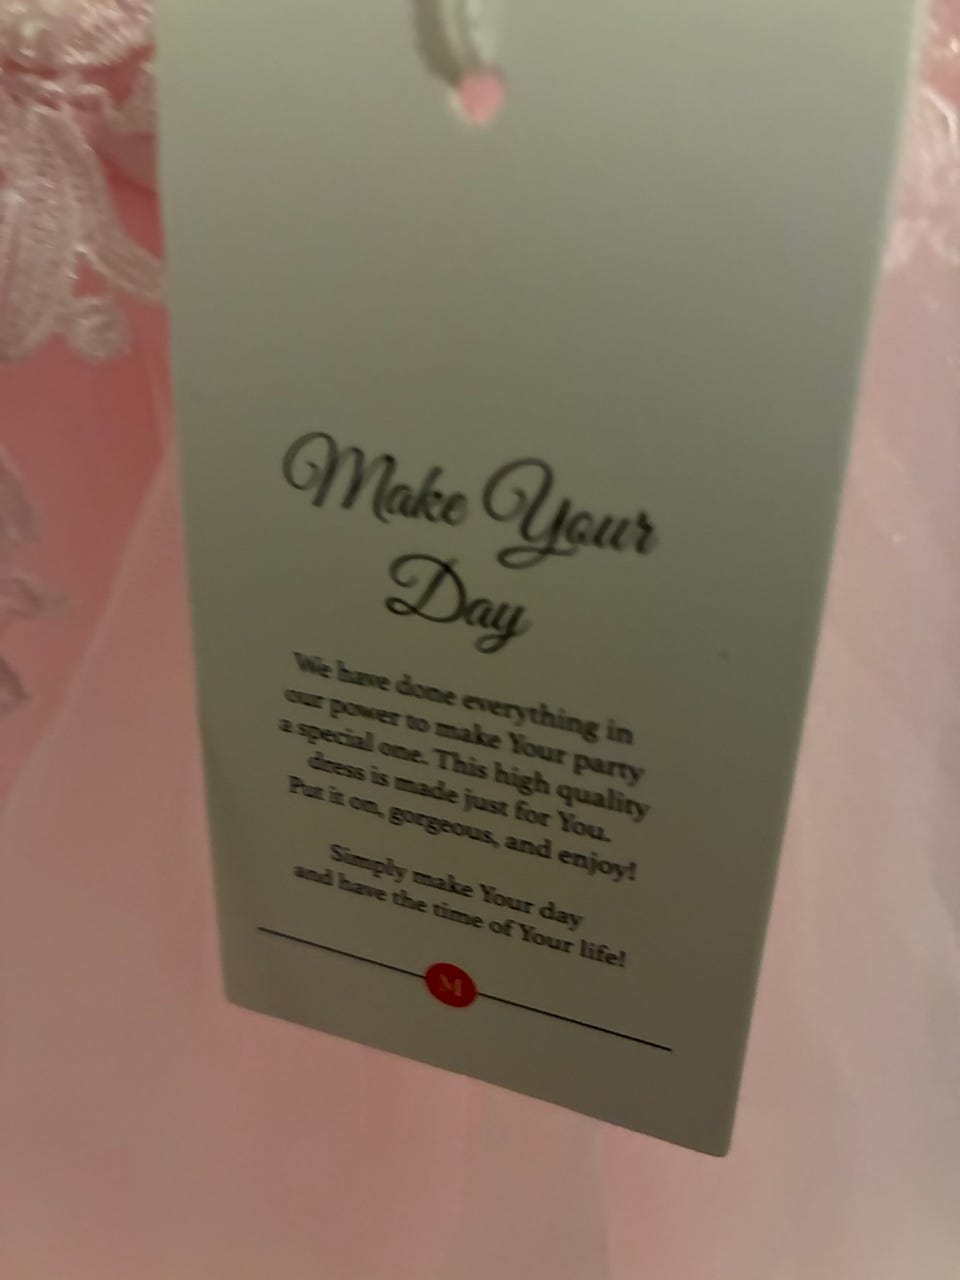 Make Your
Day
We have done everything in
our power to make Your party
a special one. This high quality
dress is made just for You.
Put it on, gorgeous, and enjoy!
Simply make Your day
and have the time of Your life!
M